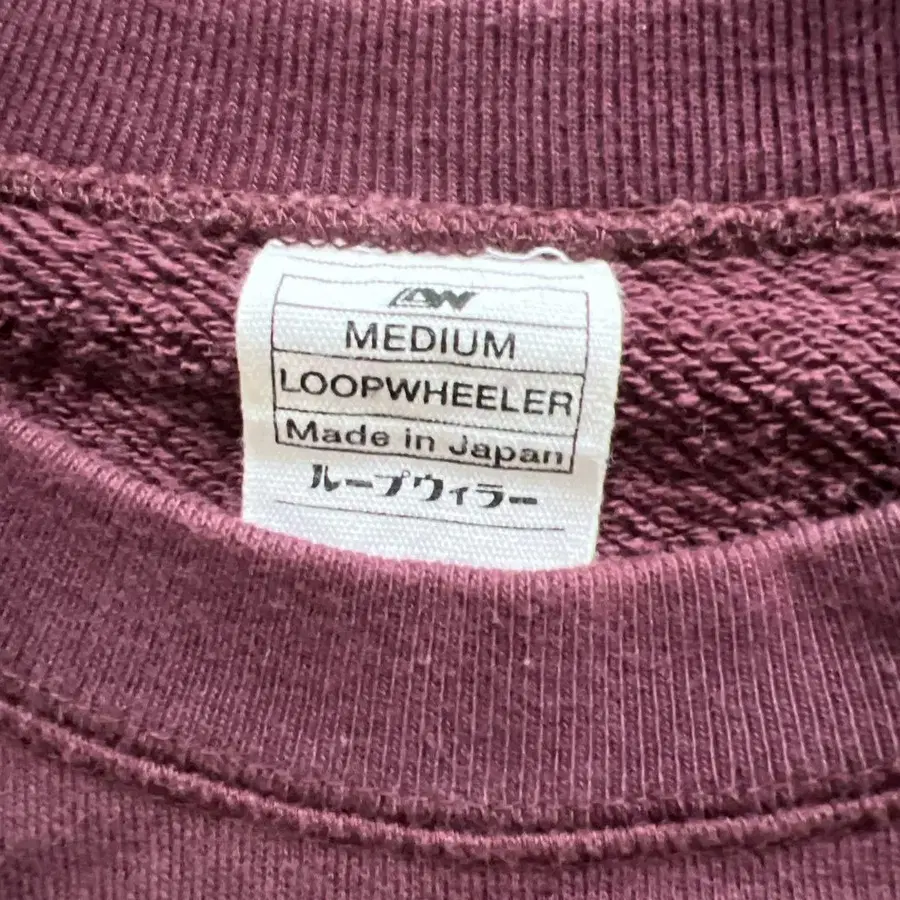 LW
MEDIUM
LOOPWHEELER
Made in Japan
ループウィラー